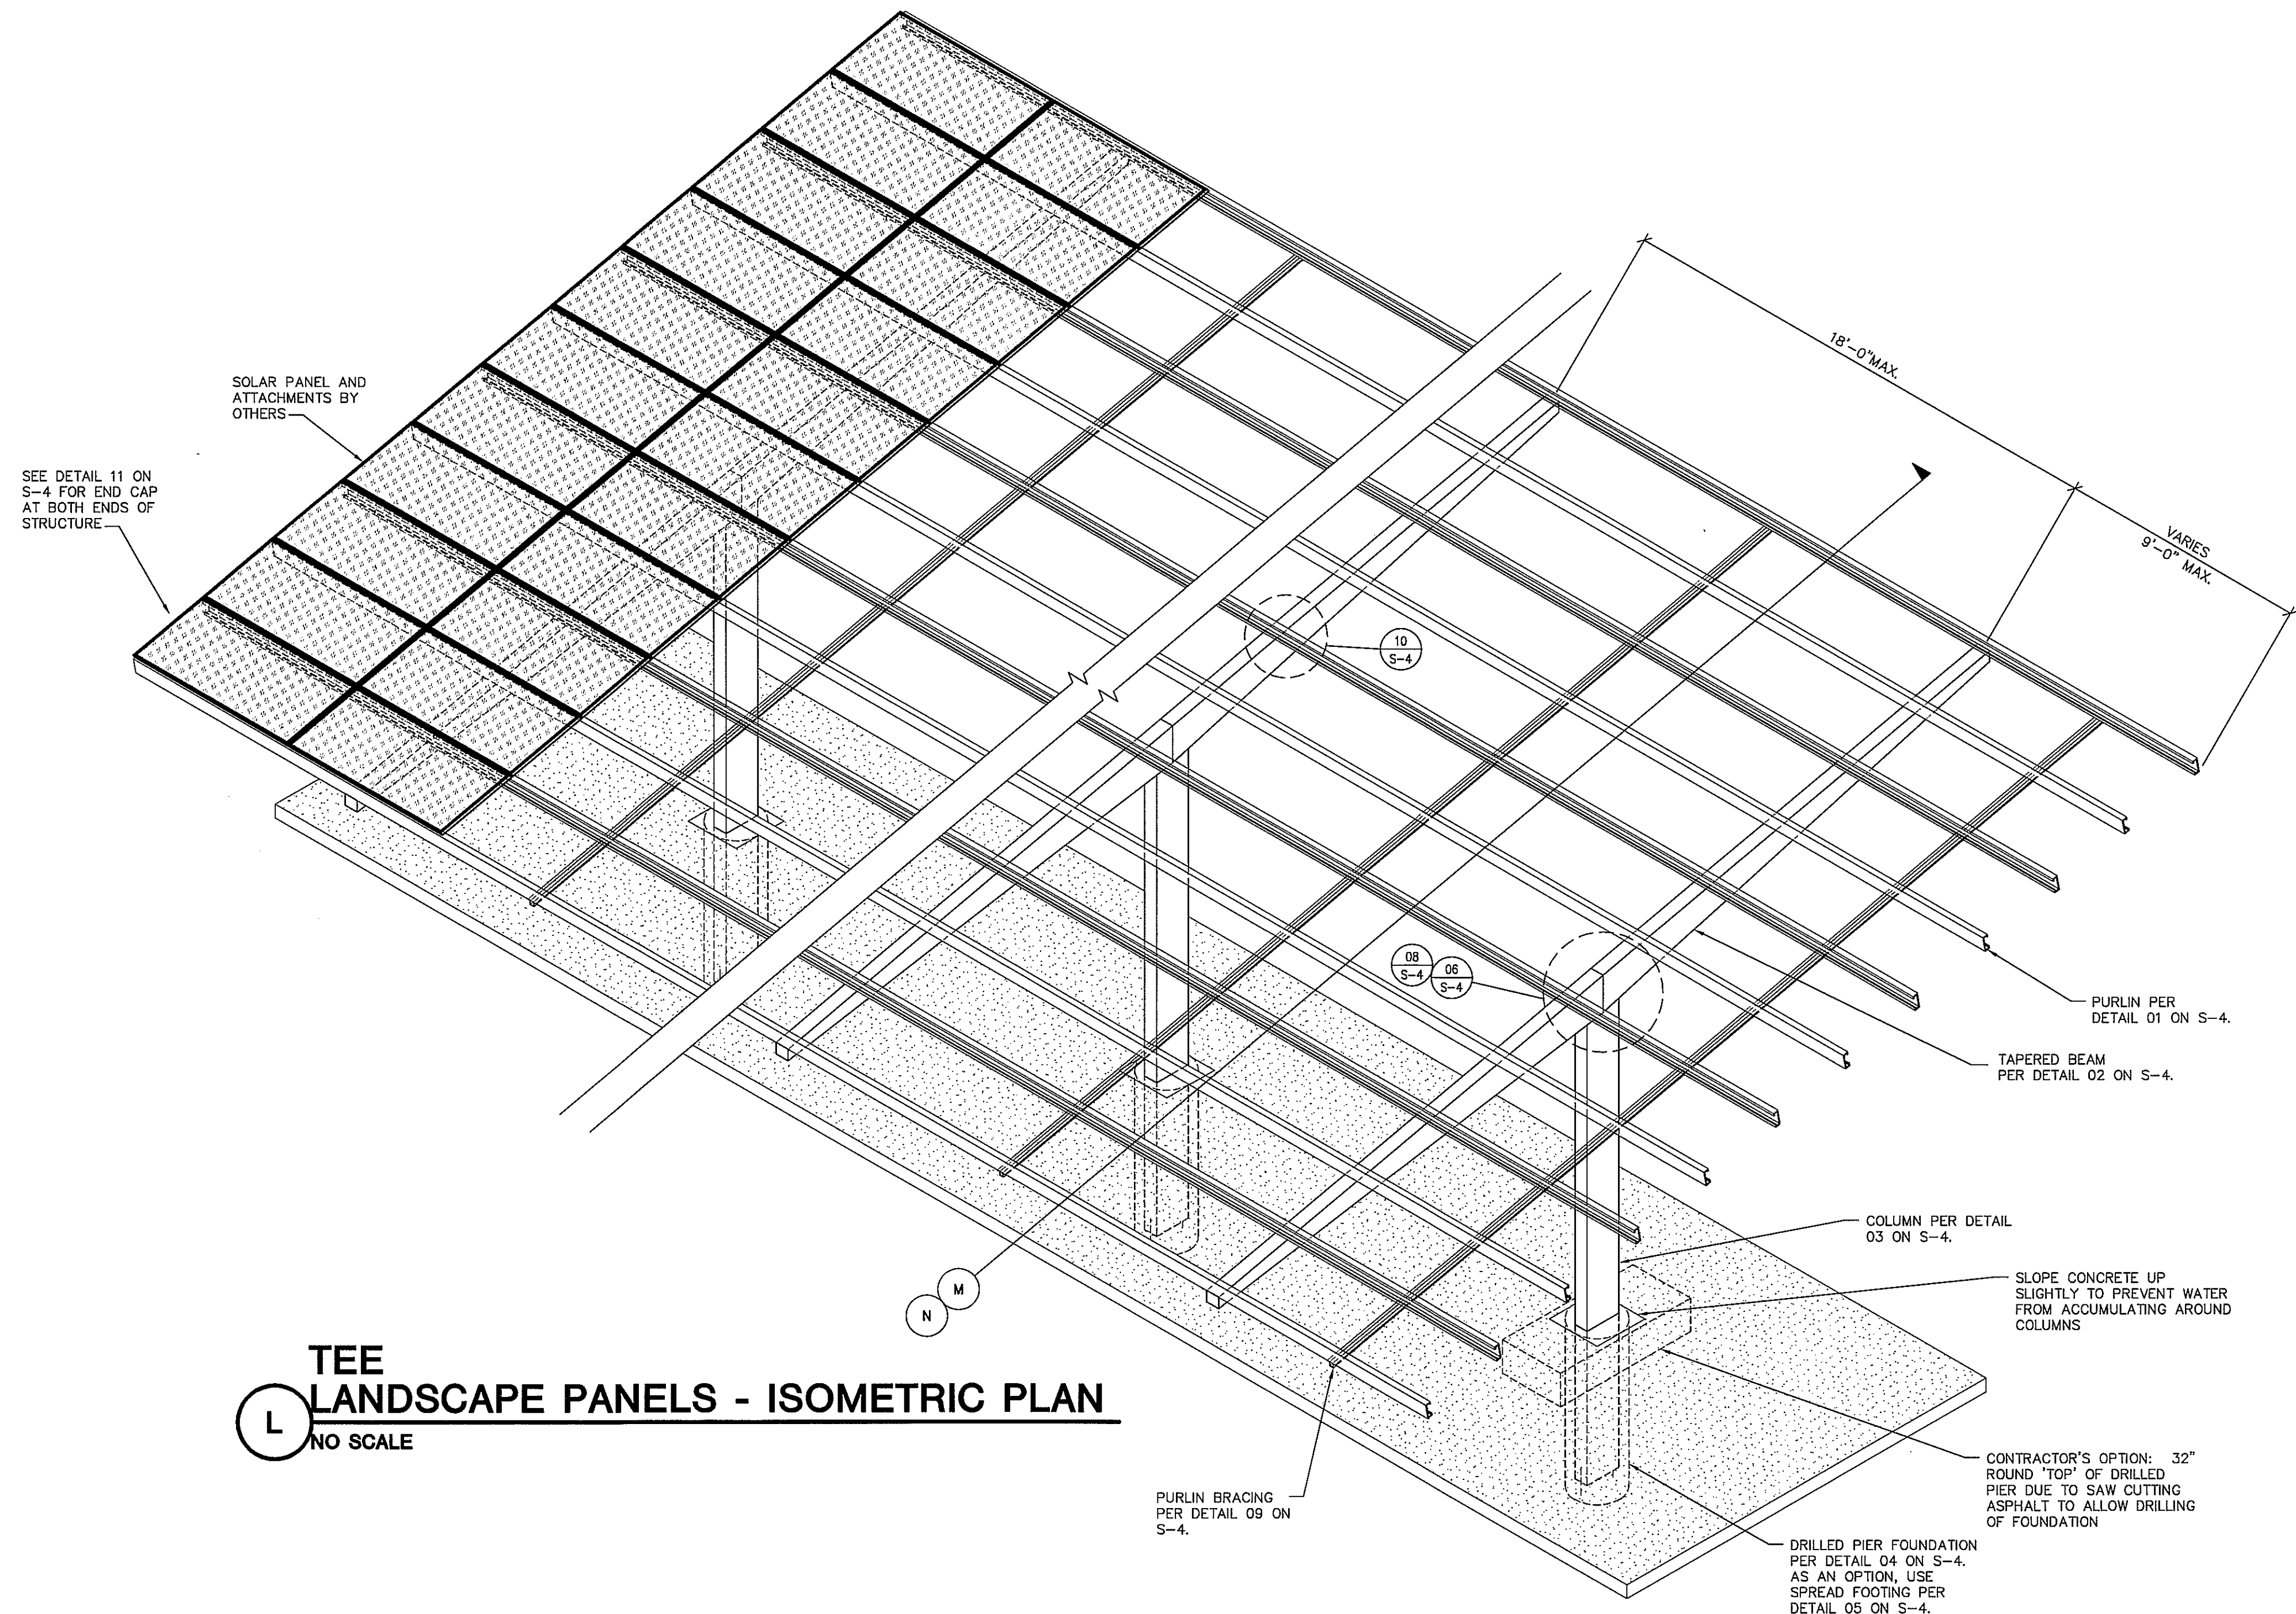 18'-0"MAX.
VARIES
9'-0" MAX.
SOLAR PANEL AND
ATTACHMENTS BY
OTHERS
SEE DETAIL 11 ON
S-4 FOR END CAP
AT BOTH ENDS OF
STRUCTURE
10
S-4
08
S-4
06
S-4
PURLIN PER
DETAIL 01 ON S-4.
TAPERED BEAM
PER DETAIL 02 ON S-4.
COLUMN PER DETAIL
03 ON S-4.
SLOPE CONCRETE UP
SLIGHTLY TO PREVENT WATER
FROM ACCUMULATING AROUND
COLUMNS
M
N
TEE
LANDSCAPE PANELS - ISOMETRIC PLAN
L
NO SCALE
CONTRACTOR'S OPTION: 32"
ROUND 'TOP' OF DRILLED
PIER DUE TO SAW CUTTING
ASPHALT TO ALLOW DRILLING
OF FOUNDATION
PURLIN BRACING
PER DETAIL 09 ON
S-4.
DRILLED PIER FOUNDATION
PER DETAIL 04 ON S-4.
AS AN OPTION, USE
SPREAD FOOTING PER
DETAIL 05 ON S-4.